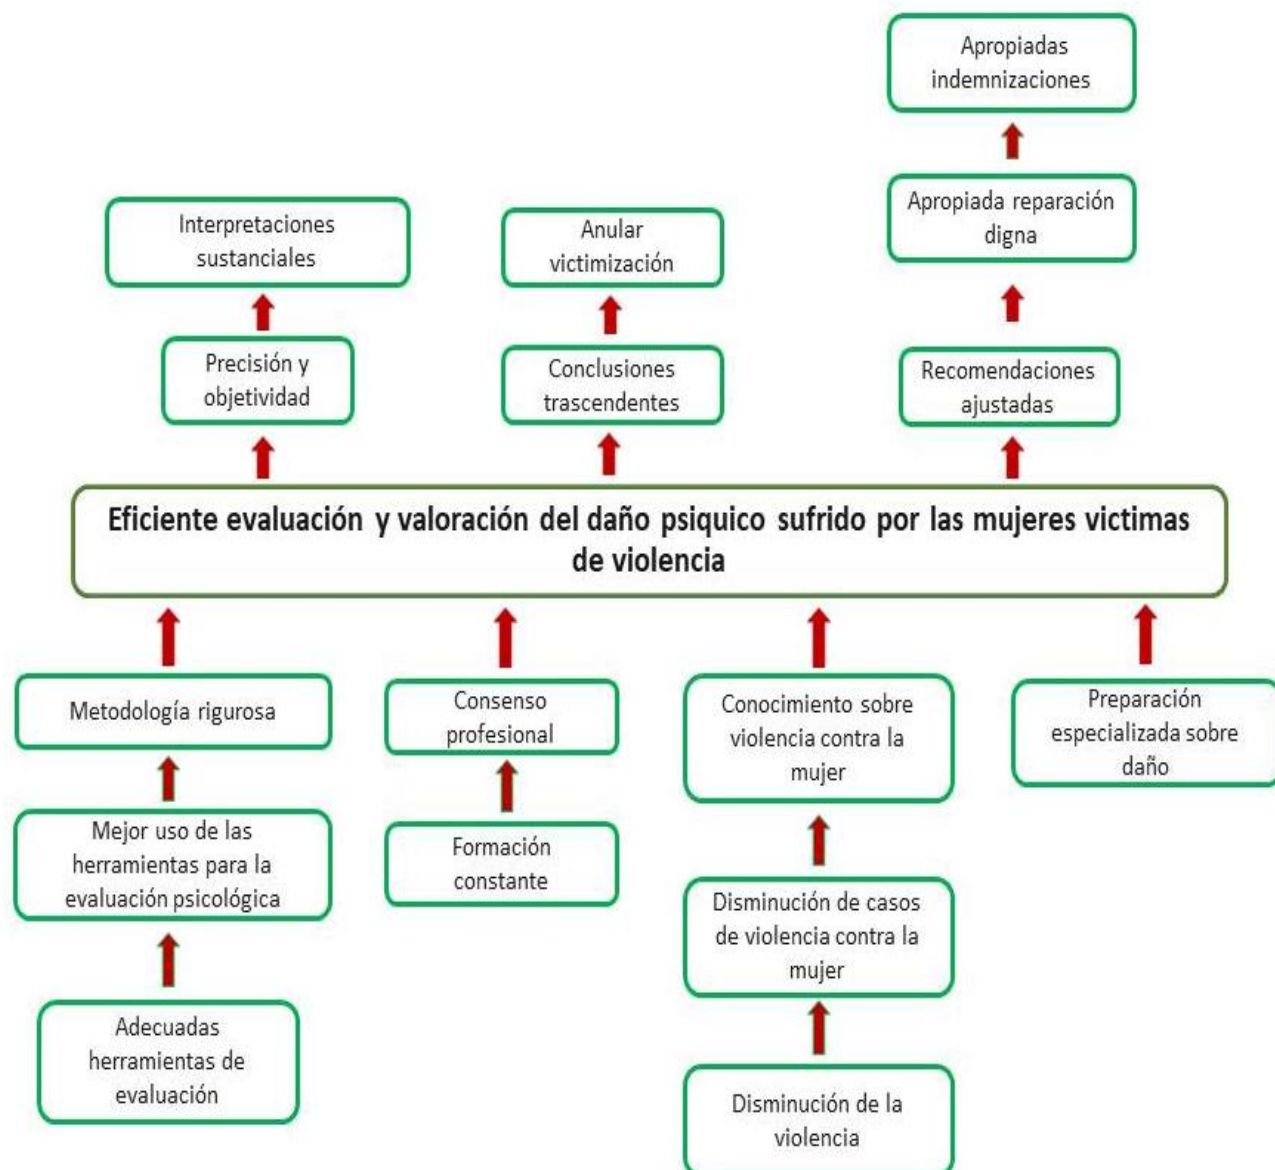 Apropiadas
indemnizaciones
Apropiada reparación
digna
Interpretaciones
sustanciales
Anular
victimización
Precisión y
objetividad
Conclusiones
trascendentes
Recomendaciones
ajustadas
Eficiente evaluación y valoración del daño psiquico sufrido por las mujeres victimas
de violencia
Metodología rigurosa
Consenso
profesional
Conocimiento sobre
violencia contra la
mujer
Preparación
especializada sobre
daño
Mejor uso de las
herramientas para la
evaluación psicológica
Formación
constante
Disminución de casos
de violencia contra la
mujer
Adecuadas
herramientas de
evaluación
Disminución de la
violencia